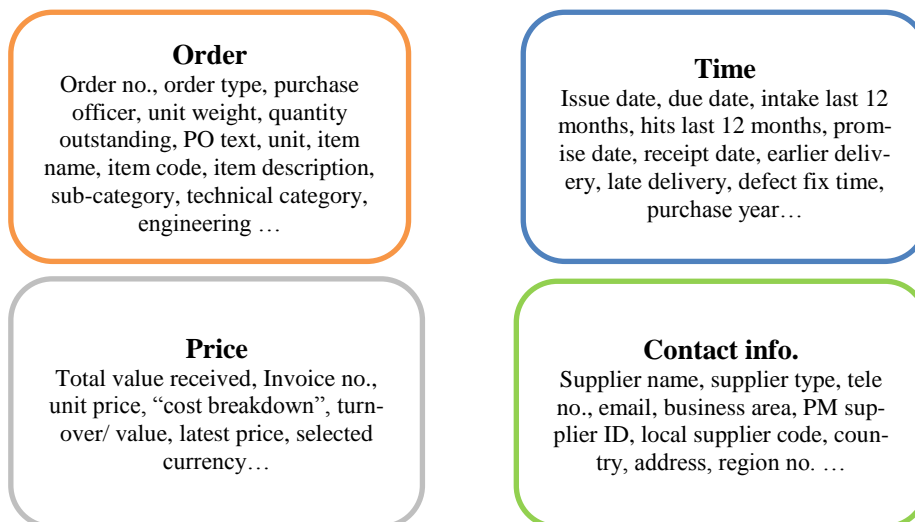 Order
Order no., order type, purchase
officer, unit weight, quantity
outstanding, PO text, unit, item
name, item code, item description,
sub-category, technical category,
engineering …
Time
Issue date, due date, intake last 12
months, hits last 12 months, prom-
ise date, receipt date, earlier deliv-
ery, late delivery, defect fix time,
purchase year…
Price
Total value received, Invoice no.,
unit price, “cost breakdown”, turn-
over/ value, latest price, selected
currency…
Contact info.
Supplier name, supplier type, tele
no., email, business area, PM sup-
plier ID, local supplier code, coun-
try, address, region no. …